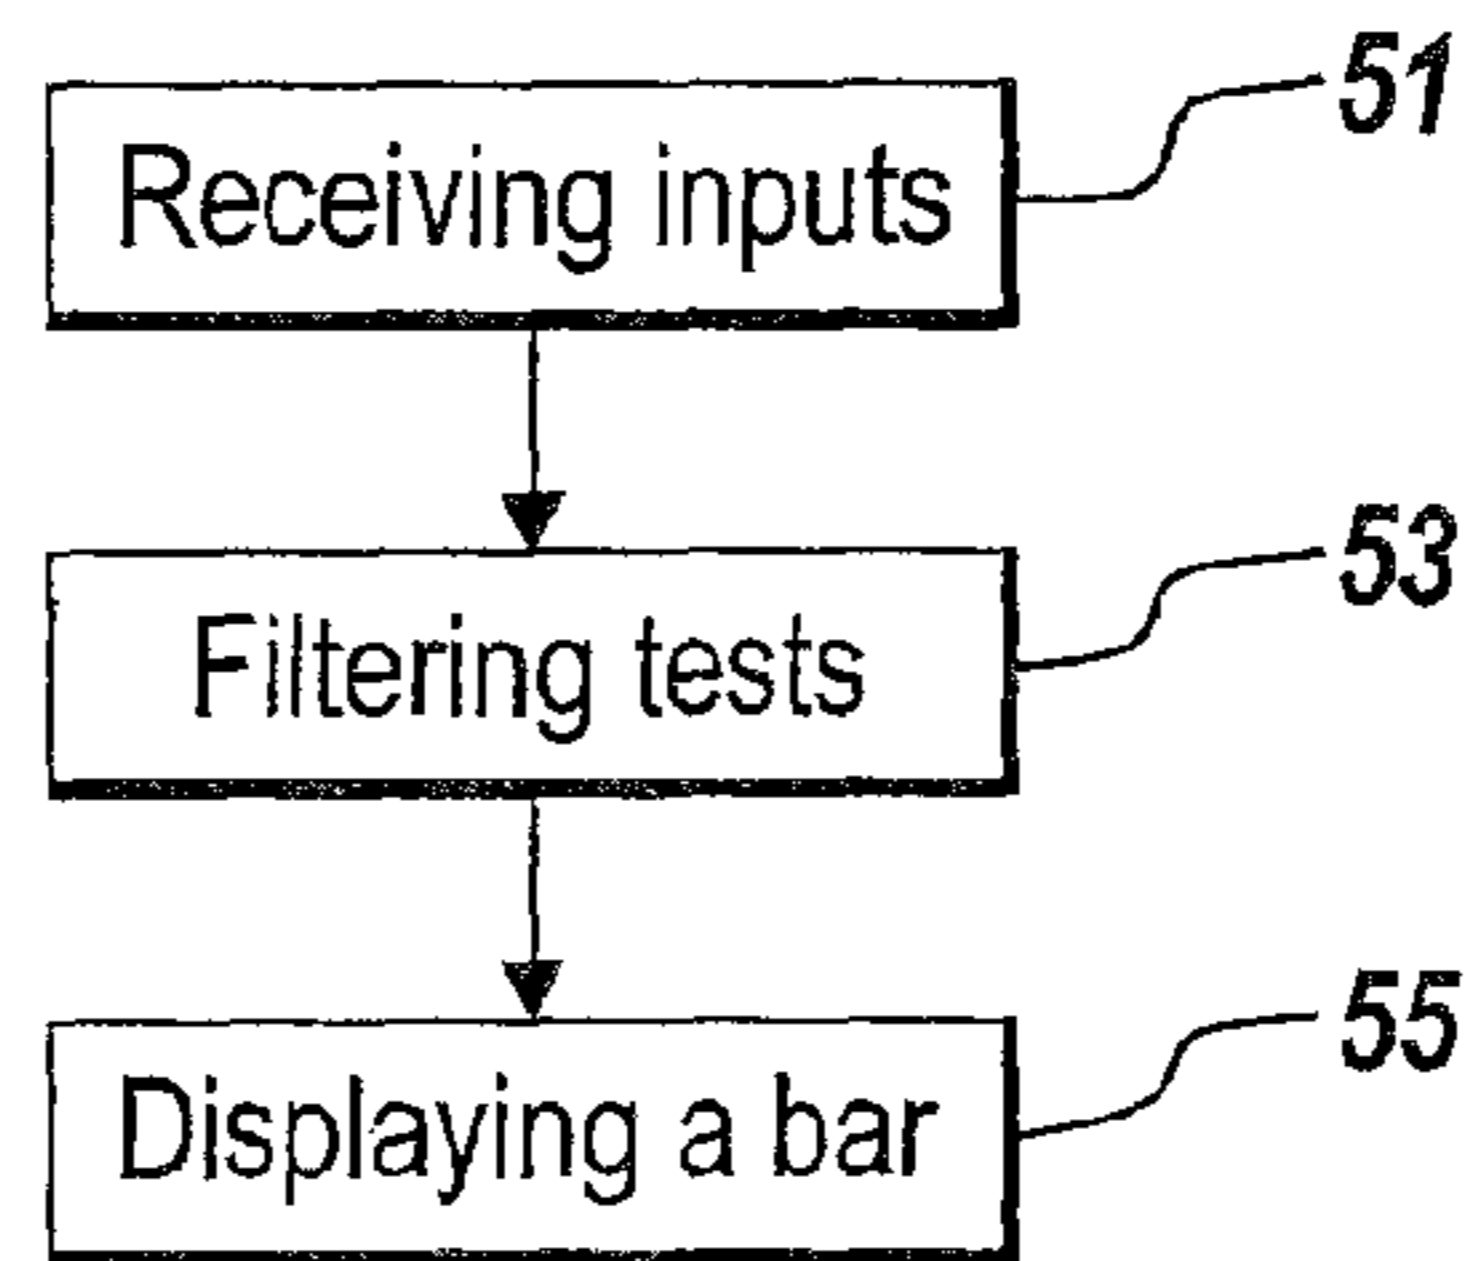 Receiving inputs
51
Filtering tests
53
Displaying a bar
55